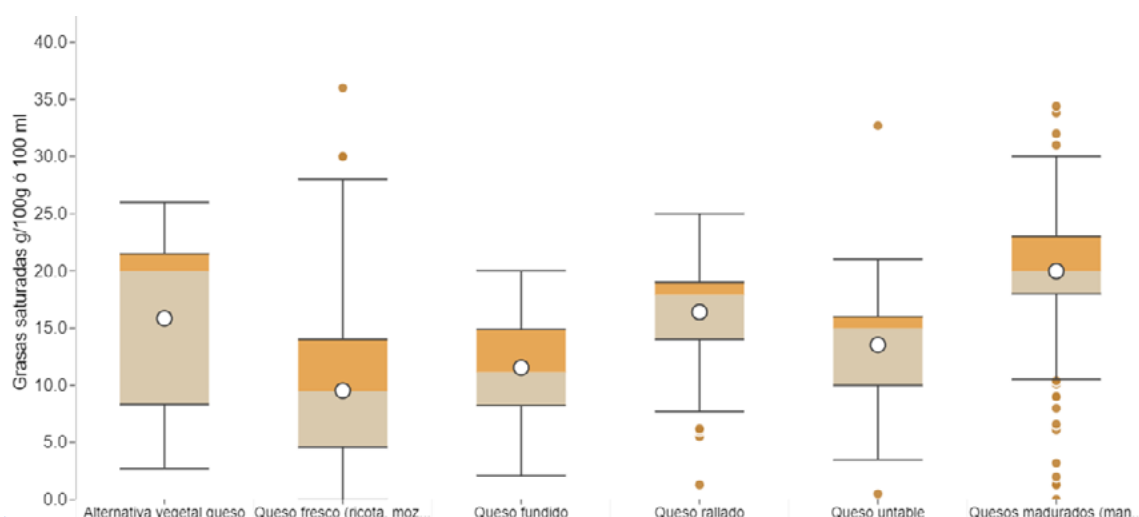 Grasas saturadas g/100g ó 100 ml
40.0
35.0
30.0
25.0
20.0
15.0
10.0
5.0
0.0
Alternativa vegetal queso
Queso fresco (ricota, moz...
Queso fundido
Queso rallado
Queso untable
Quesos madurados (man...